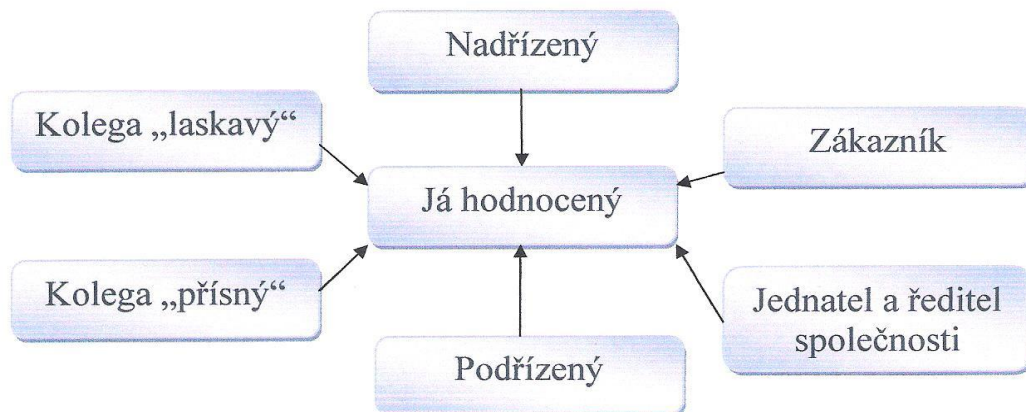 Nadřízený
Kolega „laskavý“
Zákazník
Já hodnocený
Kolega „přísný“
Jednatel a ředitel
společnosti
Podřízený